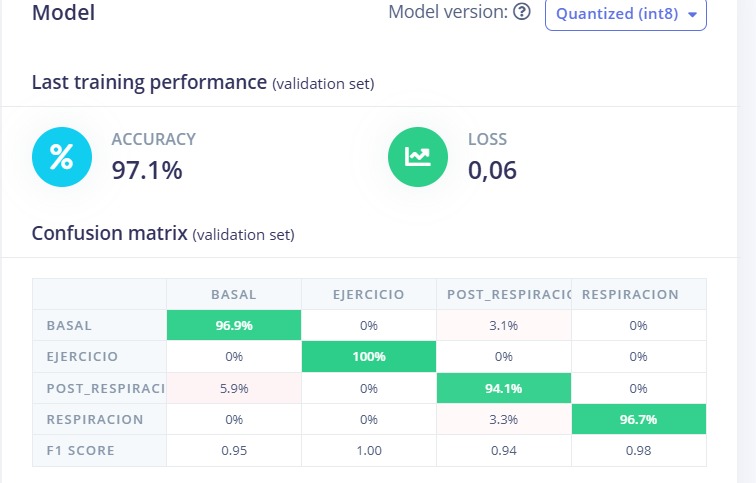 Model Model version: Quantized (int8)
Last training performance (validation set)
ACCURACY LOSS
97.1% 0,06
Confusion matrix (validation set)
BASAL EJERCICIO POST_RESPIRACIO RESPIRACION
BASAL 96.9% 0% 3.1% 0%
EJERCICIO 0% 100% 0% 0%
POST_RESPIRACI 5.9% 0% 94.1% 0%
RESPIRACION 0% 0% 3.3% 96.7%
F1 SCORE 0.95 1.00 0.94 0.98